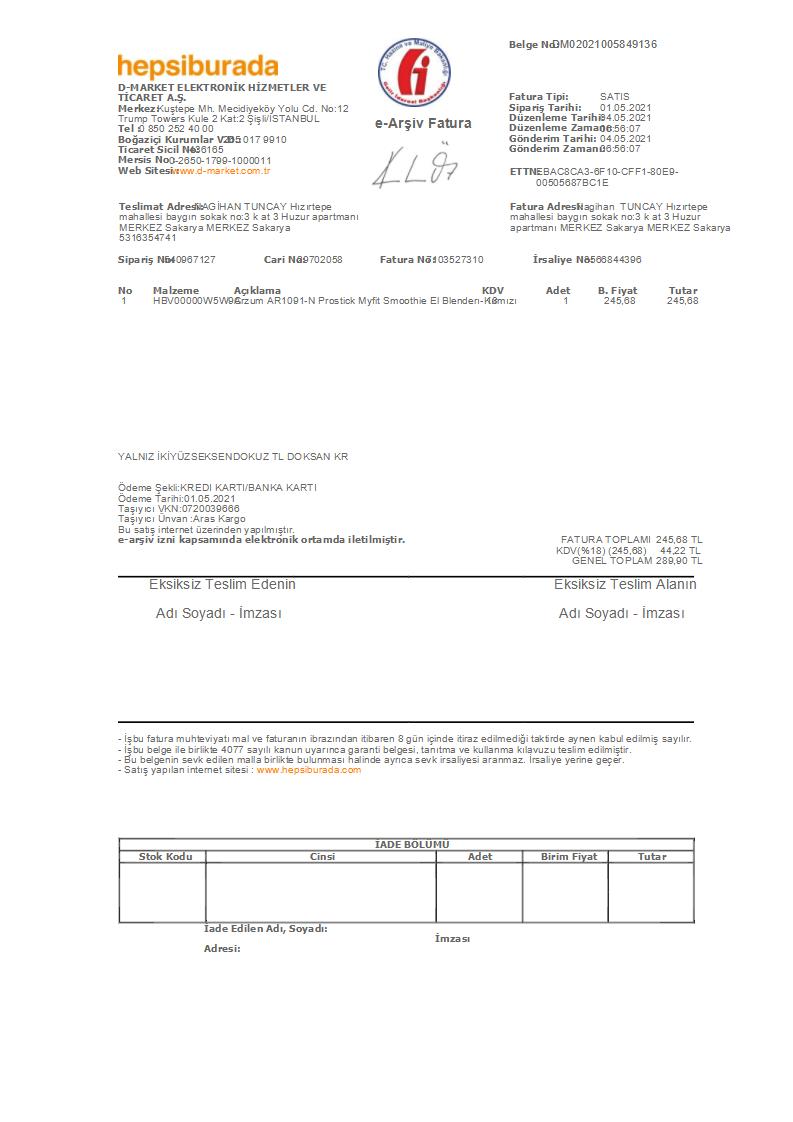 hepsiburada
D-MARKET ELEKTRONİK HİZMETLER VE
TİCARET A.Ş.
Merkez:Kuştepe Mh. Mecidiyeköy Yolu Cd. No:12
Trump Towers Kule 2 Kat:2 Şişli/İSTANBUL
Tel :0 850 252 40 00
Boğaziçi Kurumlar V.D.: 017 9910
Ticaret Sicil No: 436165
Mersis No: 0-2650-1799-1000011
Web Sitesi: www.d-market.com.tr
T.C. Hazine ve Maliye Bakanlığı
Gelir İdaresi Başkanlığı
e-Arşiv Fatura
Belge No: DM02021005849136
Fatura Tipi: SATIS
Sipariş Tarihi: 01.05.2021
Düzenleme Tarihi: 04.05.2021
Düzenleme Zamanı: 06:56:07
Gönderim Tarihi: 04.05.2021
Gönderim Zamanı: 06:56:07
ETTN: EBAC8CA3-6F10-CFF1-80E9-
00505687BC1E
Teslimat Adresi: NAGİHAN TUNCAY Hızırtepe
mahallesi baygın sokak no:3 k at 3 Huzur apartmanı
MERKEZ Sakarya MERKEZ Sakarya
5316354741
Fatura Adresi: Nagihan TUNCAY Hızırtepe
mahallesi baygın sokak no:3 k at 3 Huzur
apartmanı MERKEZ Sakarya MERKEZ Sakarya
Sipariş No: 640967127 Cari No: 29702058 Fatura No: 7103527310 İrsaliye No: 8566844396
No Malzeme Açıklama KDV Adet B. Fiyat Tutar
1 HBV00000W5W9G Arzum AR1091-N Prostick Myfit Smoothie El Blenderı-Kırmızı 18 1 245,68 245,68
YALNIZ İKİYÜZSEKSENDOKUZ TL DOKSAN KR
Ödeme Şekli:KREDI KARTI/BANKA KARTI
Ödeme Tarihi:01.05.2021
Taşıyıcı VKN:0720039666
Taşıyıcı Ünvan :Aras Kargo
Bu satış internet üzerinden yapılmıştır.
e-arşiv izni kapsamında elektronik ortamda iletilmiştir.
FATURA TOPLAMI 245,68 TL
KDV(%18) (245,68) 44,22 TL
GENEL TOPLAM 289,90 TL
Eksiksiz Teslim Edenin Eksiksiz Teslim Alanın
Adı Soyadı - İmzası Adı Soyadı - İmzası
- İşbu fatura muhteviyatı mal ve faturanın ibrazından itibaren 8 gün içinde itiraz edilmediği taktirde aynen kabul edilmiş sayılır.
- İşbu belge ile birlikte 4077 sayılı kanun uyarınca garanti belgesi, tanıtma ve kullanma kılavuzu teslim edilmiştir.
- Bu belgenin sevk edilen malla birlikte bulunması halinde ayrıca sevk irsaliyesi aranmaz. İrsaliye yerine geçer.
- Satış yapılan internet sitesi : www.hepsiburada.com
İADE BÖLÜMÜ
Stok Kodu Cinsi Adet Birim Fiyat Tutar
İade Edilen Adı, Soyadı:
İmzası
Adresi: